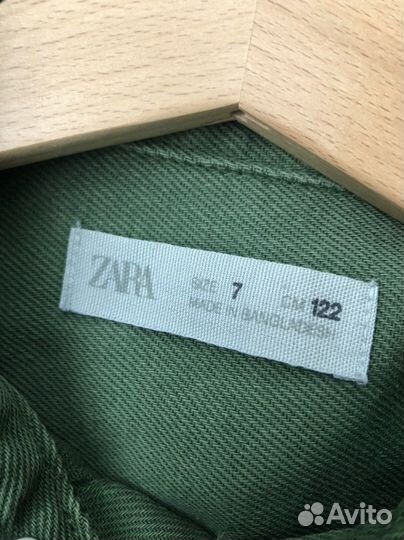 ZARA
SIZE 7 CM 122
MADE IN BANGLADESH
Avito